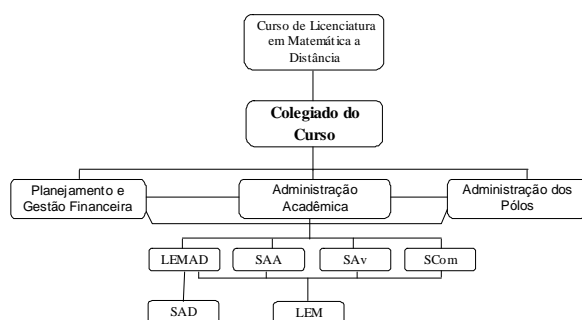 Curso de Licenciatura
em Matemática a
Distância
Colegiado do
Curso
Planejamento e
Gestão Financeira
Administração
Acadêmica
Administração dos
Pólos
LEMAD
SAA
SAv
SCom
SAD
LEM